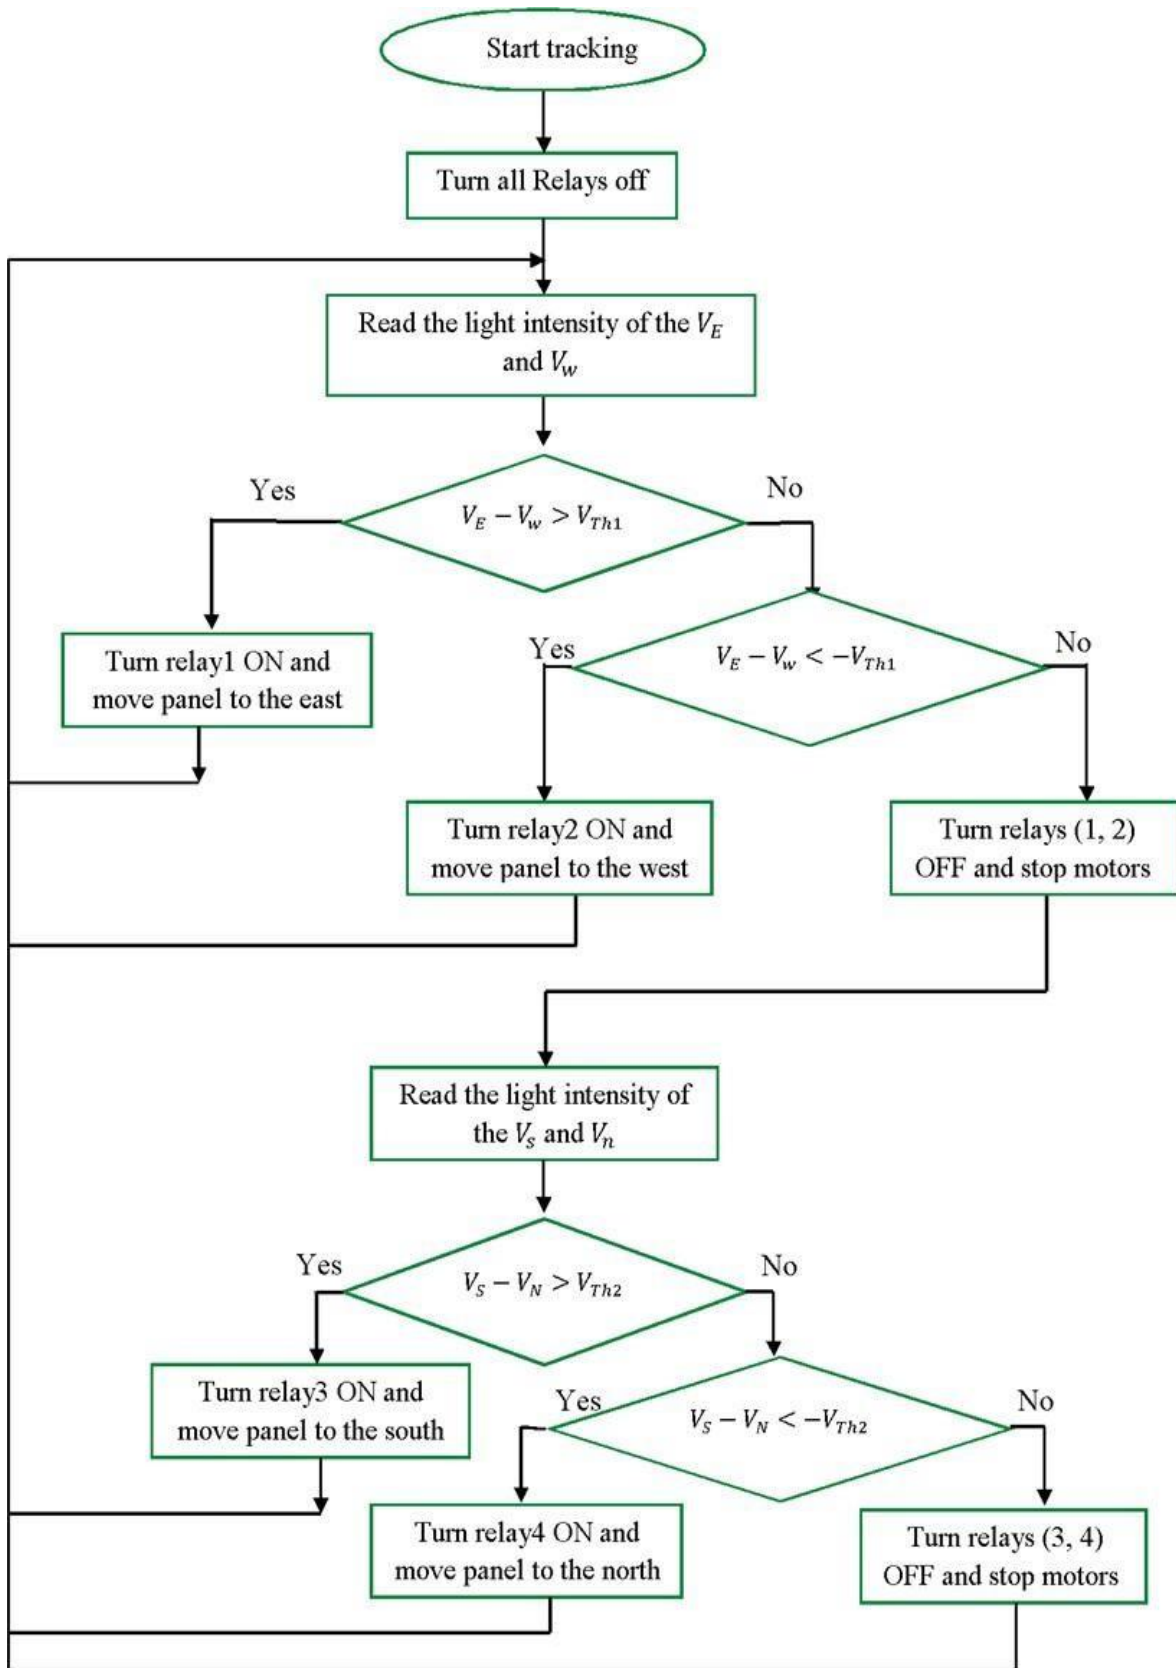 Start tracking
Turn all Relays off
Read the light intensity of the V_E
and V_w
Yes
No
V_E − V_w > V_Th1
Turn relay1 ON and
move panel to the east
Yes
No
V_E − V_w < −V_Th1
Turn relay2 ON and
move panel to the west
Turn relays (1, 2)
OFF and stop motors
Read the light intensity of
the V_s and V_n
Yes
No
V_S − V_N > V_Th2
Turn relay3 ON and
move panel to the south
Yes
No
V_S − V_N < −V_Th2
Turn relay4 ON and
move panel to the north
Turn relays (3, 4)
OFF and stop motors